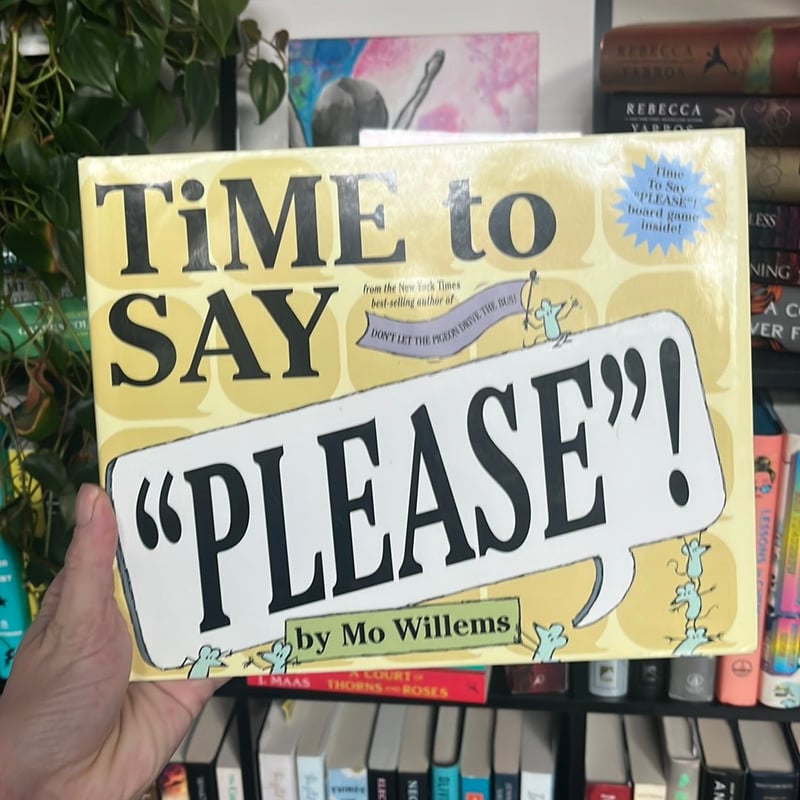 TiME to
SAY
from the New York Times
best-selling author of
DON'T LET THE PIGEON DRIVE THE BUS!
Time
To Say
"PLEASE"!
board game
inside!
"PLEASE"!
by Mo Willems
REBECCA
YARROS
REBECCA
YARROS
J. MAAS
A COURT OF
THORNS AND ROSES
LESSONS